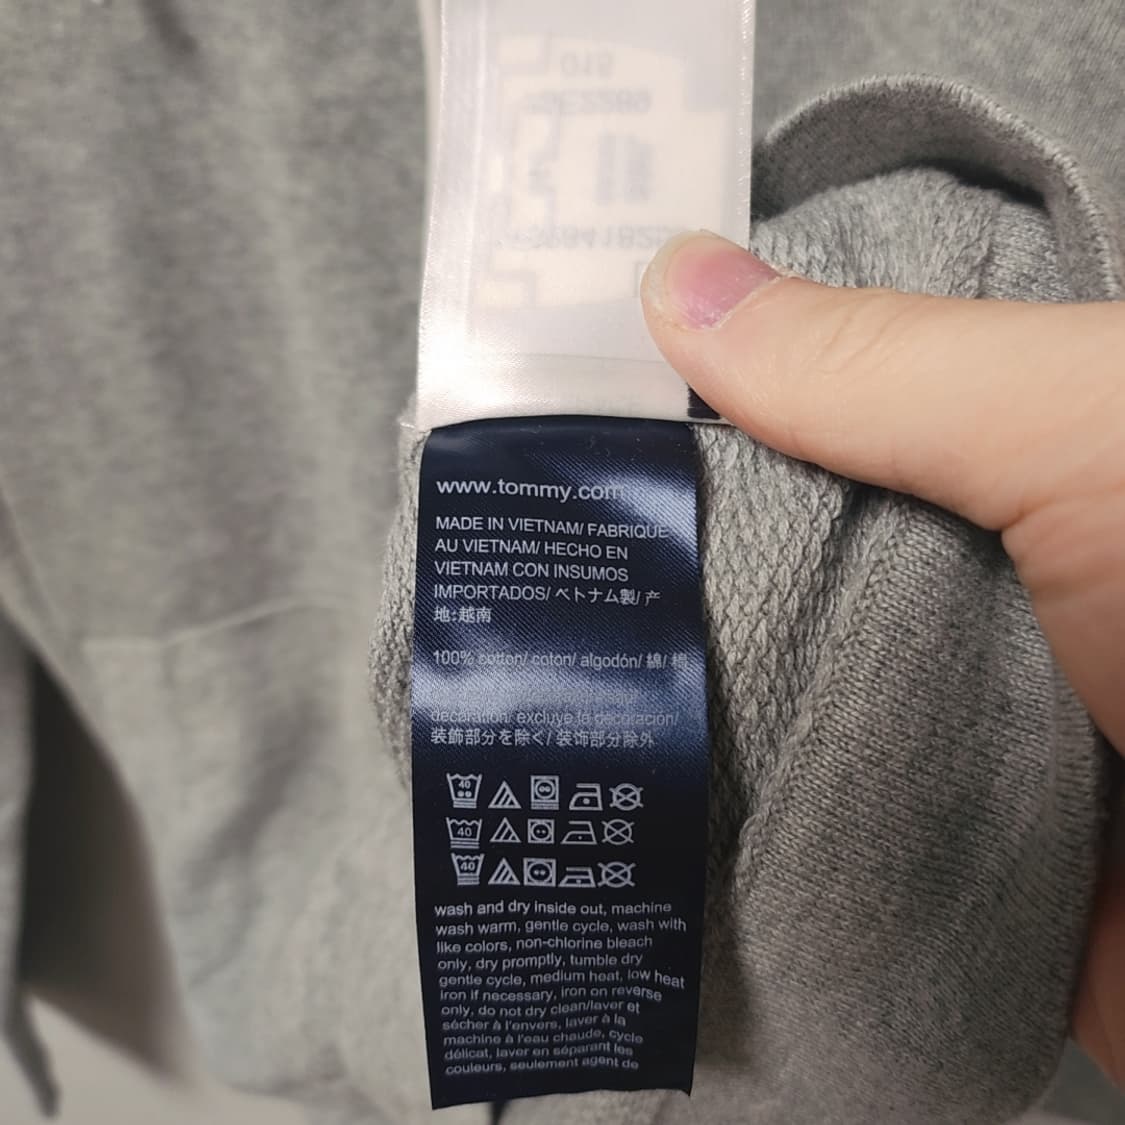 www.tommy.com
MADE IN VIETNAM/ FABRIQUE
AU VIETNAM/ HECHO EN
VIETNAM CON INSUMOS
IMPORTADOS/ ベトナム製/ 产
地:越南
100% cotton/ coton/ algodón/ 綿/ 棉
decoration/ excluye la decoración/
装飾部分を除く/ 装饰部分除外
40
40
40
wash and dry inside out, machine
wash warm, gentle cycle, wash with
like colors, non-chlorine bleach
only, dry promptly, tumble dry
gentle cycle, medium heat, low heat
iron if necessary, iron on reverse
only, do not dry clean/laver et
sécher à l'envers, laver à la
machine à l'eau chaude, cycle
délicat, laver en séparant les
couleurs, seulement agent de